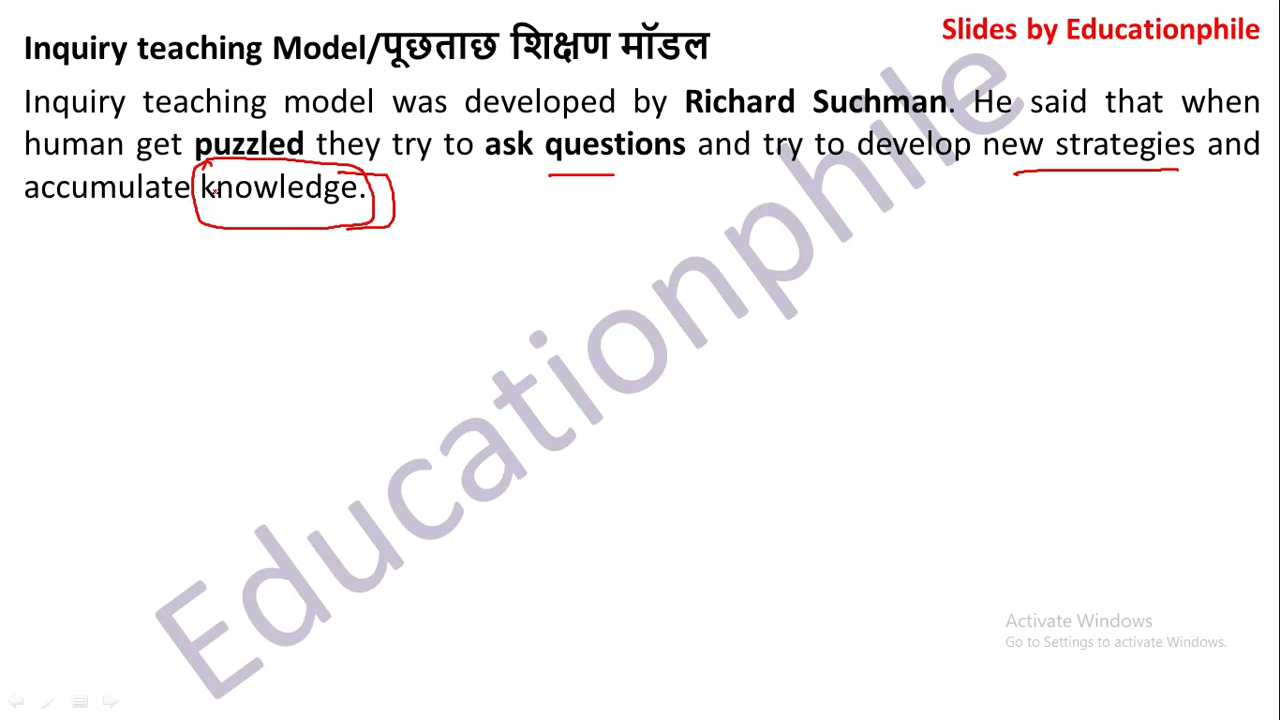 Slides by Educationphile
Inquiry teaching Model/पूछताछ शिक्षण मॉडल
Inquiry teaching model was developed by Richard Suchman. He said that when
human get puzzled they try to ask questions and try to develop new strategies and
accumulate knowledge.
Educationphile
Activate Windows
Go to Settings to activate Windows.